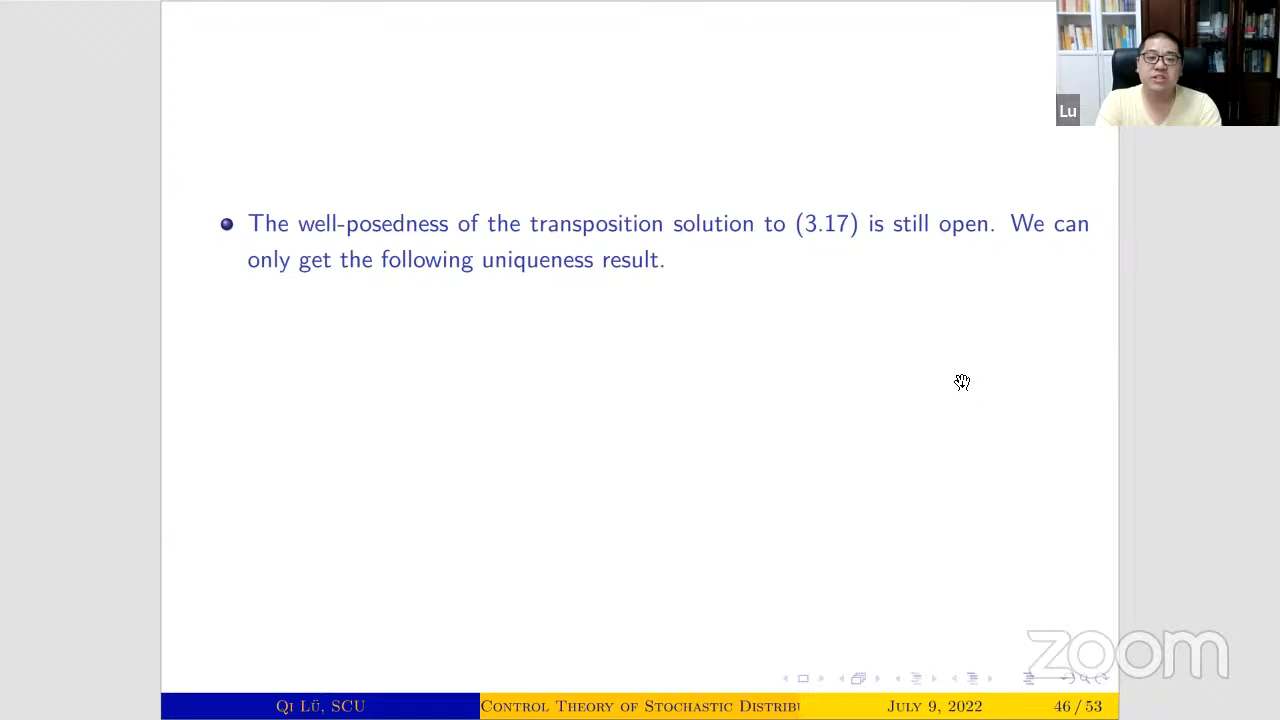 Lu
The well-posedness of the transposition solution to (3.17) is still open. We can
only get the following uniqueness result.
zoom
Qi Lü, SCU
Control Theory of Stochastic Distribu
July 9, 2022
46 / 53